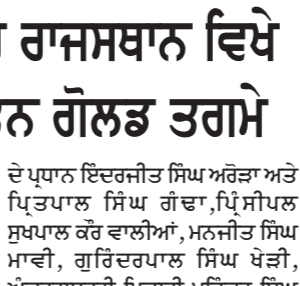 ਰਾਜਸਥਾਨ ਵਿਖੇ
ਗੋਲਡ ਤਗਮੇ
ਦੇ ਪ੍ਰਧਾਨ ਇੰਦਰਜੀਤ ਸਿੰਘ ਅਰੋੜਾ ਅਤੇ
ਪ੍ਰਿਤਪਾਲ ਸਿੰਘ ਗੰਢਾ,ਪ੍ਰਿੰਸੀਪਲ
ਸੁਖਪਾਲ ਕੌਰ ਵਾਲੀਆਂ,ਮਨਜੀਤ ਸਿੰਘ
ਮਾਵੀ, ਗੁਰਿੰਦਰਪਾਲ ਸਿੰਘ ਖੇੜੀ,